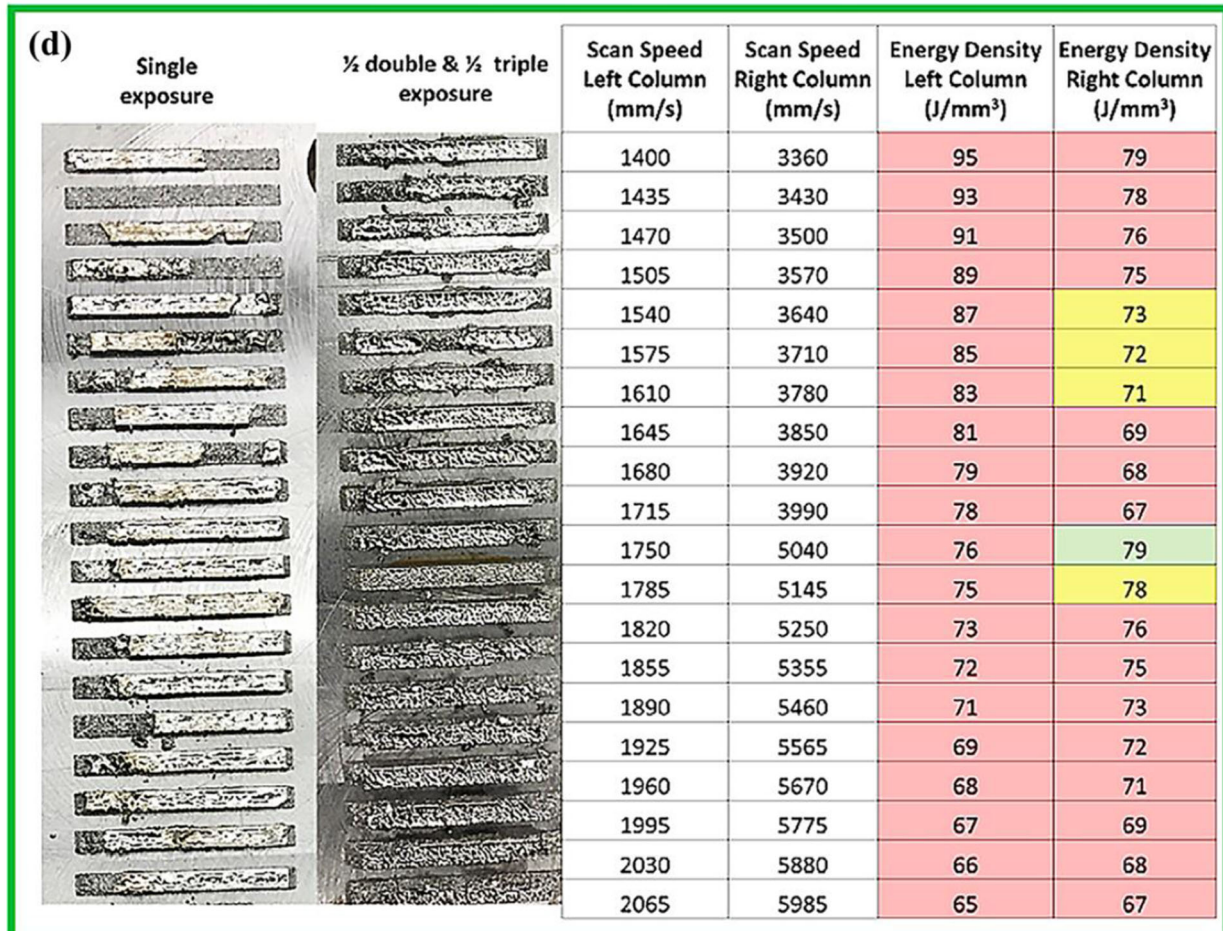 (d)
Single
exposure
½ double & ½ triple
exposure
Scan Speed
Left Column
(mm/s)
Scan Speed
Right Column
(mm/s)
Energy Density
Left Column
(J/mm³)
Energy Density
Right Column
(J/mm³)
1400 3360 95 79
1435 3430 93 78
1470 3500 91 76
1505 3570 89 75
1540 3640 87 73
1575 3710 85 72
1610 3780 83 71
1645 3850 81 69
1680 3920 79 68
1715 3990 78 67
1750 5040 76 79
1785 5145 75 78
1820 5250 73 76
1855 5355 72 75
1890 5460 71 73
1925 5565 69 72
1960 5670 68 71
1995 5775 67 69
2030 5880 66 68
2065 5985 65 67